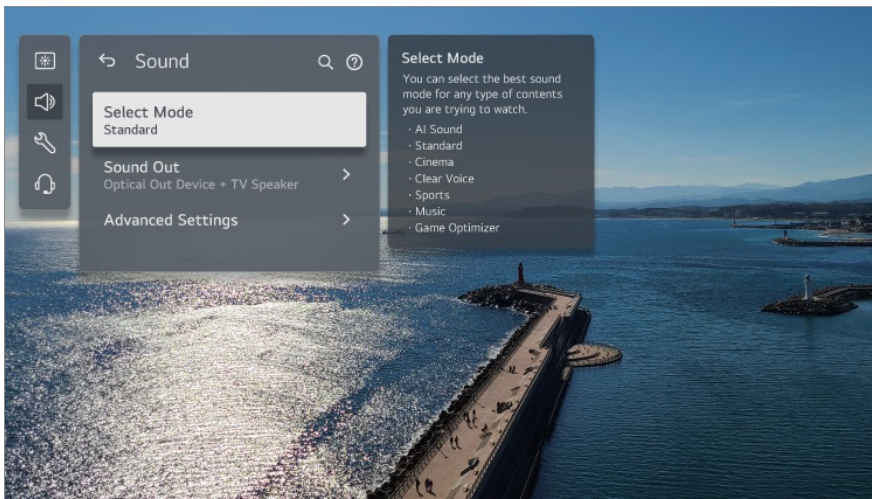 Sound
Select Mode
Standard
Sound Out
Optical Out Device + TV Speaker
Advanced Settings
Select Mode
You can select the best sound
mode for any type of contents
you are trying to watch.
· AI Sound
· Standard
· Cinema
· Clear Voice
· Sports
· Music
· Game Optimizer